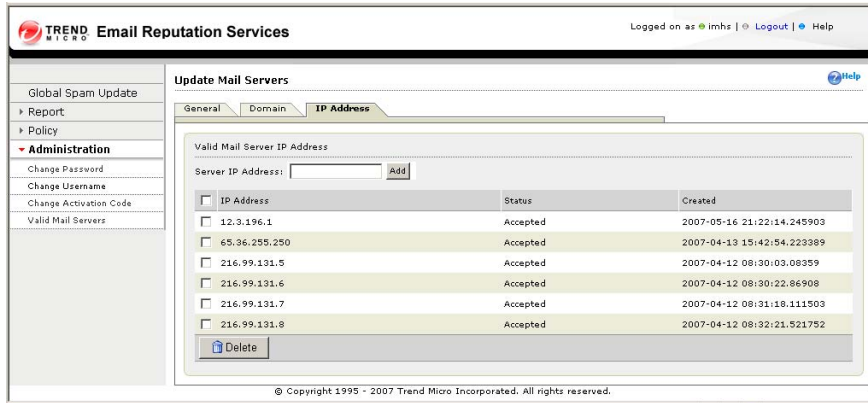 TREND MICRO Email Reputation Services
Logged on as imhs | Logout | Help
Global Spam Update
Report
Policy
Administration
Change Password
Change Username
Change Activation Code
Valid Mail Servers
Update Mail Servers
Help
General Domain IP Address
Valid Mail Server IP Address
Server IP Address: Add
IP Address Status Created
12.3.196.1 Accepted 2007-05-16 21:22:14.245903
65.36.255.250 Accepted 2007-04-13 15:42:54.223389
216.99.131.5 Accepted 2007-04-12 08:30:03.08359
216.99.131.6 Accepted 2007-04-12 08:30:22.86908
216.99.131.7 Accepted 2007-04-12 08:31:18.111503
216.99.131.8 Accepted 2007-04-12 08:32:21.521752
Delete
© Copyright 1995 - 2007 Trend Micro Incorporated. All rights reserved.